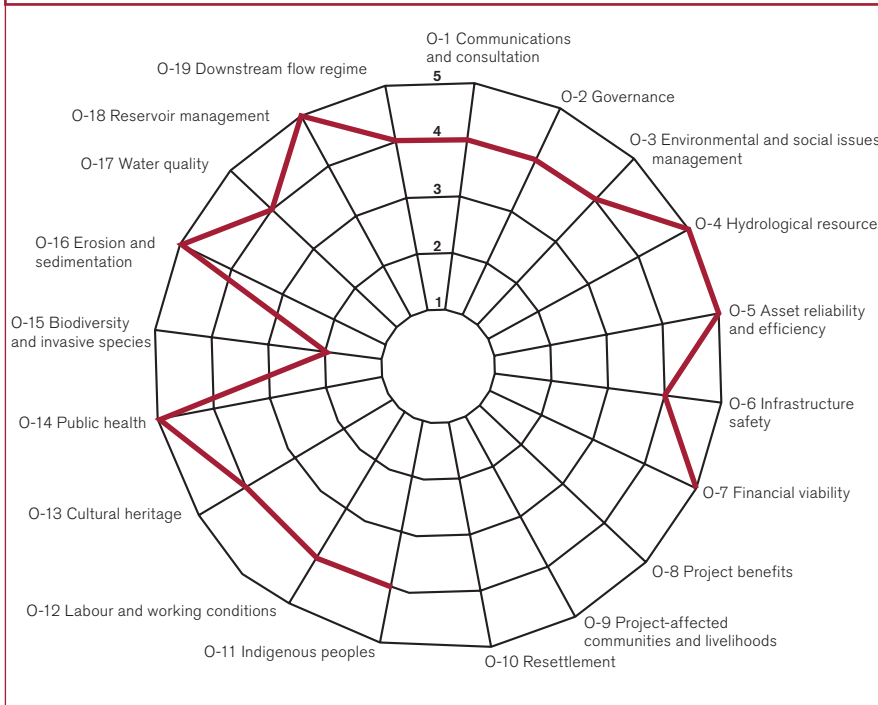 O-1 Communications
and consultation
O-2 Governance
O-3 Environmental and social issues
management
O-4 Hydrological resource
O-5 Asset reliability
and efficiency
O-6 Infrastructure
safety
O-7 Financial viability
O-8 Project benefits
O-9 Project-affected
communities and livelihoods
O-10 Resettlement
O-11 Indigenous peoples
O-12 Labour and working conditions
O-13 Cultural heritage
O-14 Public health
O-15 Biodiversity
and invasive species
O-16 Erosion and
sedimentation
O-17 Water quality
O-18 Reservoir management
O-19 Downstream flow regime
5
4
3
2
1